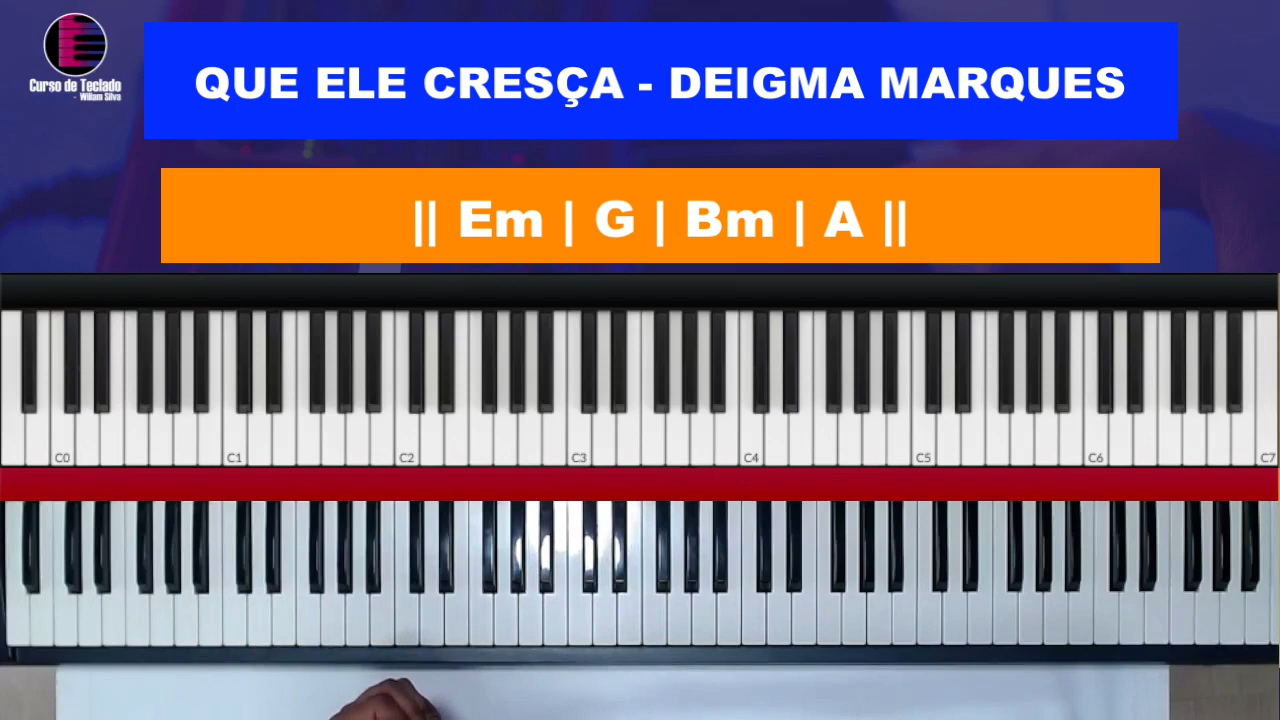 Curso de Teclado
- Wiliam Silva
QUE ELE CRESÇA - DEIGMA MARQUES
|| Em | G | Bm | A ||
C0 C1 C2 C3 C4 C5 C6 C7